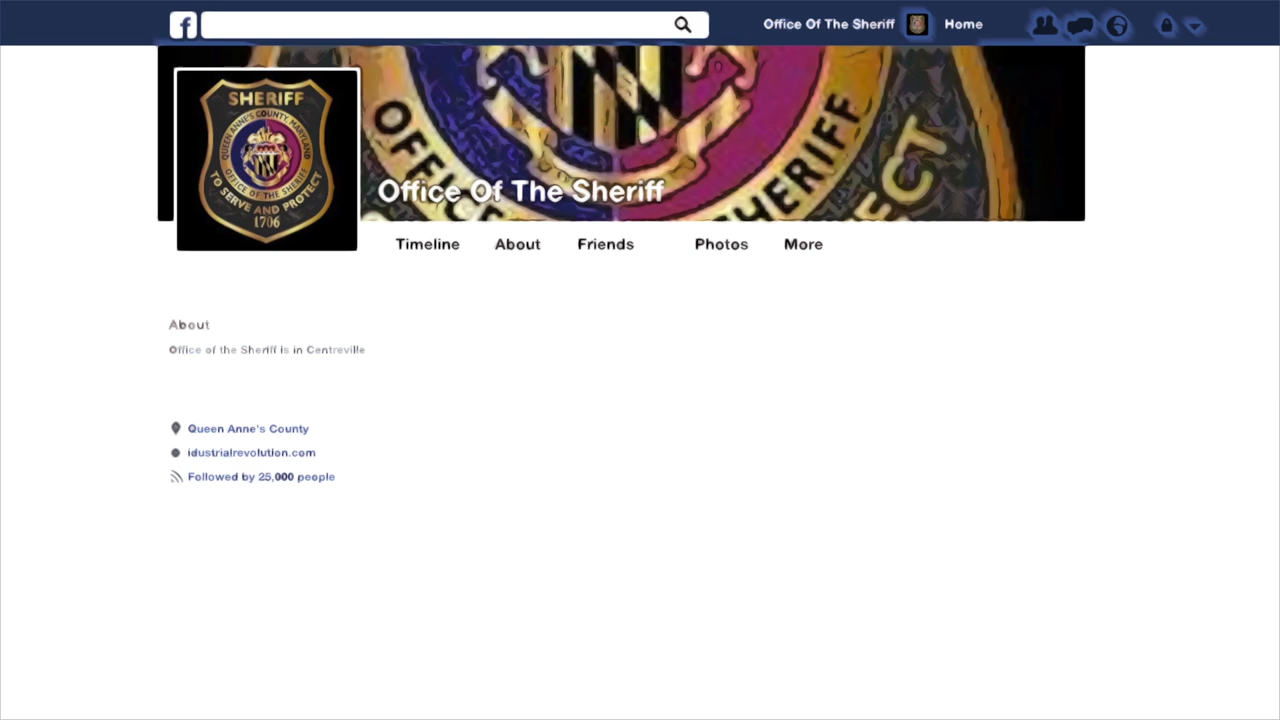 f
Office Of The Sheriff
Home
SHERIFF
QUEEN ANNE'S COUNTY MARYLAND
OFFICE OF THE SHERIFF
TO SERVE AND PROTECT
1706
OFFICE
SHERIFF
Office Of The Sheriff
Timeline
About
Friends
Photos
More
About
Office of the Sheriff is in Centreville
Queen Anne's County
idustrialrevolution.com
Followed by 25,000 people